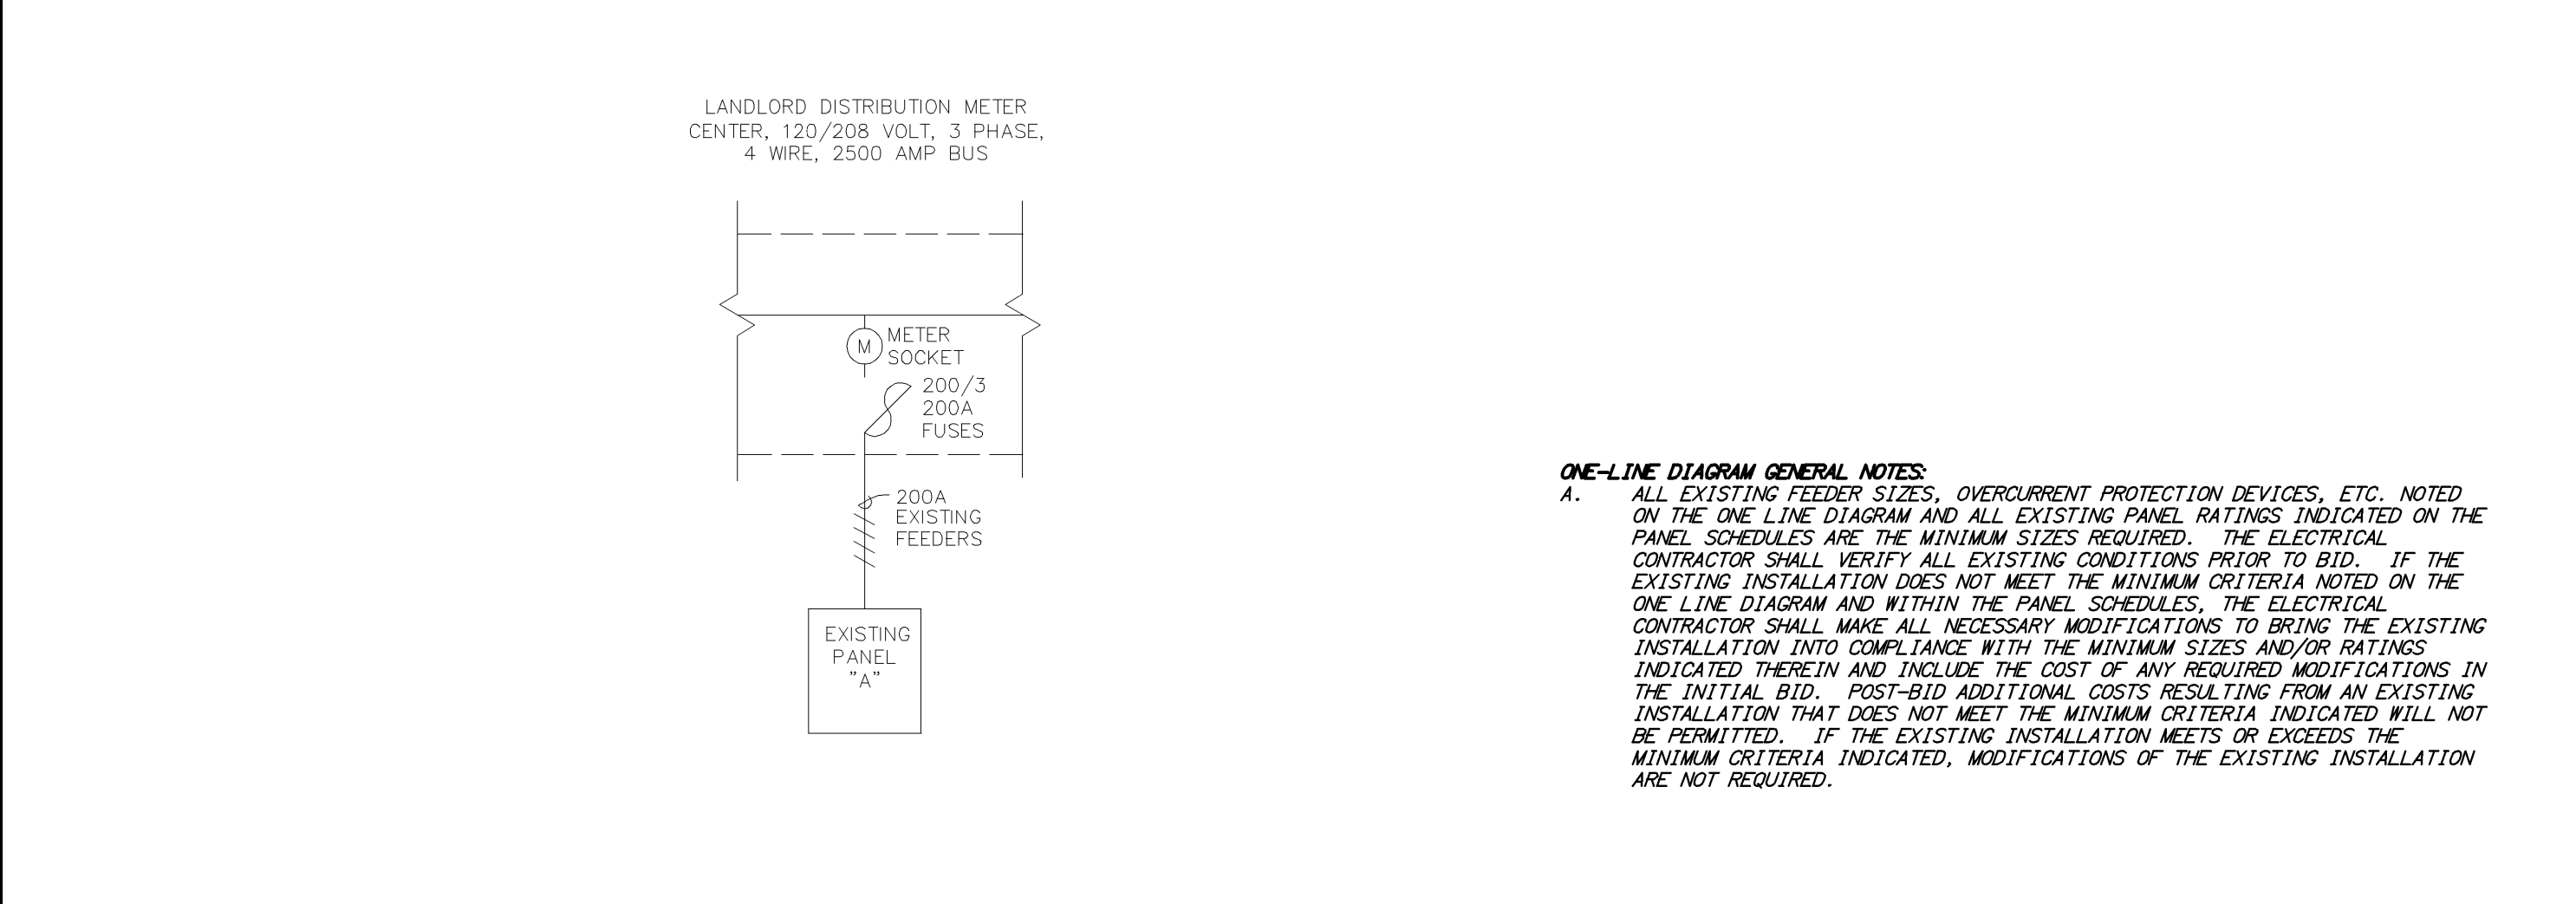 LANDLORD DISTRIBUTION METER
CENTER, 120/208 VOLT, 3 PHASE,
4 WIRE, 2500 AMP BUS
M
METER
SOCKET
200/3
200A
FUSES
200A
EXISTING
FEEDERS
EXISTING
PANEL
"A"
ONE-LINE DIAGRAM GENERAL NOTES:
A. ALL EXISTING FEEDER SIZES, OVERCURRENT PROTECTION DEVICES, ETC. NOTED
ON THE ONE LINE DIAGRAM AND ALL EXISTING PANEL RATINGS INDICATED ON THE
PANEL SCHEDULES ARE THE MINIMUM SIZES REQUIRED. THE ELECTRICAL
CONTRACTOR SHALL VERIFY ALL EXISTING CONDITIONS PRIOR TO BID. IF THE
EXISTING INSTALLATION DOES NOT MEET THE MINIMUM CRITERIA NOTED ON THE
ONE LINE DIAGRAM AND WITHIN THE PANEL SCHEDULES, THE ELECTRICAL
CONTRACTOR SHALL MAKE ALL NECESSARY MODIFICATIONS TO BRING THE EXISTING
INSTALLATION INTO COMPLIANCE WITH THE MINIMUM SIZES AND/OR RATINGS
INDICATED THEREIN AND INCLUDE THE COST OF ANY REQUIRED MODIFICATIONS IN
THE INITIAL BID. POST-BID ADDITIONAL COSTS RESULTING FROM AN EXISTING
INSTALLATION THAT DOES NOT MEET THE MINIMUM CRITERIA INDICATED WILL NOT
BE PERMITTED. IF THE EXISTING INSTALLATION MEETS OR EXCEEDS THE
MINIMUM CRITERIA INDICATED, MODIFICATIONS OF THE EXISTING INSTALLATION
ARE NOT REQUIRED.